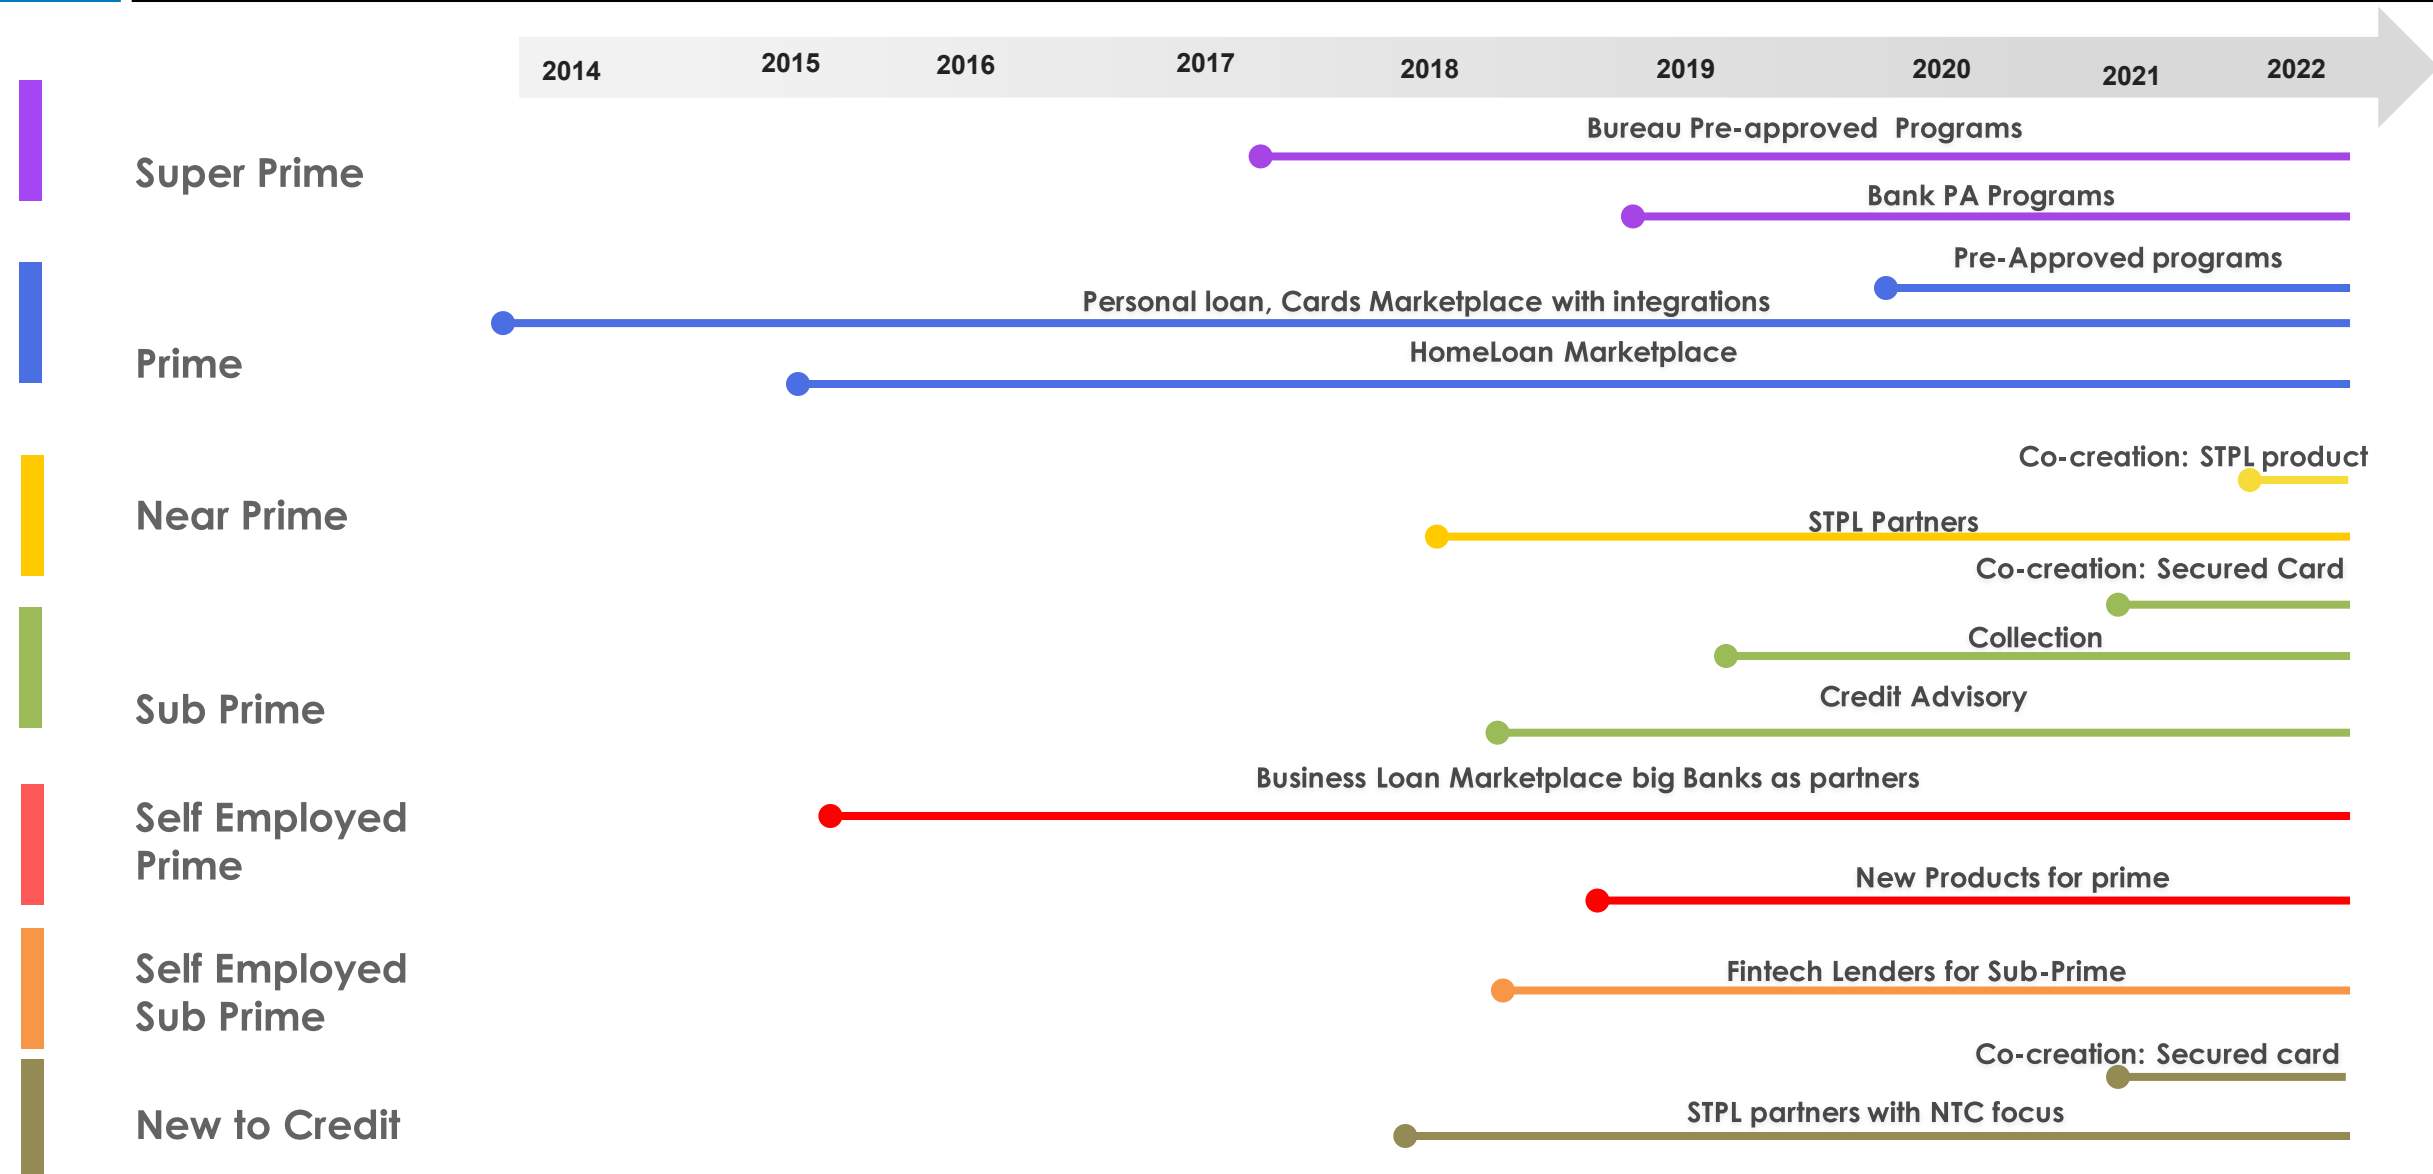 2014 2015 2016 2017 2018 2019 2020 2021 2022
Super Prime
Bureau Pre-approved Programs
Bank PA Programs
Prime
Pre-Approved programs
Personal loan, Cards Marketplace with integrations
HomeLoan Marketplace
Near Prime
Co-creation: STPL product
STPL Partners
Sub Prime
Co-creation: Secured Card
Collection
Credit Advisory
Self Employed
Prime
Business Loan Marketplace big Banks as partners
New Products for prime
Self Employed
Sub Prime
Fintech Lenders for Sub-Prime
New to Credit
Co-creation: Secured card
STPL partners with NTC focus